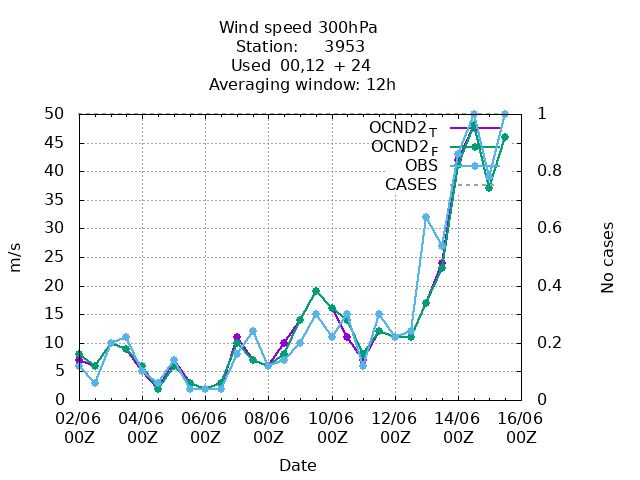 Wind speed 300hPa
Station: 3953
Used 00,12 + 24
Averaging window: 12h
50 45 40 35 30 25 20 15 10 5 0
m/s
1 0.8 0.6 0.4 0.2 0
No cases
OCND2 T
OCND2 F
OBS
CASES
02/06 04/06 06/06 08/06 10/06 12/06 14/06 16/06
00Z 00Z 00Z 00Z 00Z 00Z 00Z 00Z
Date